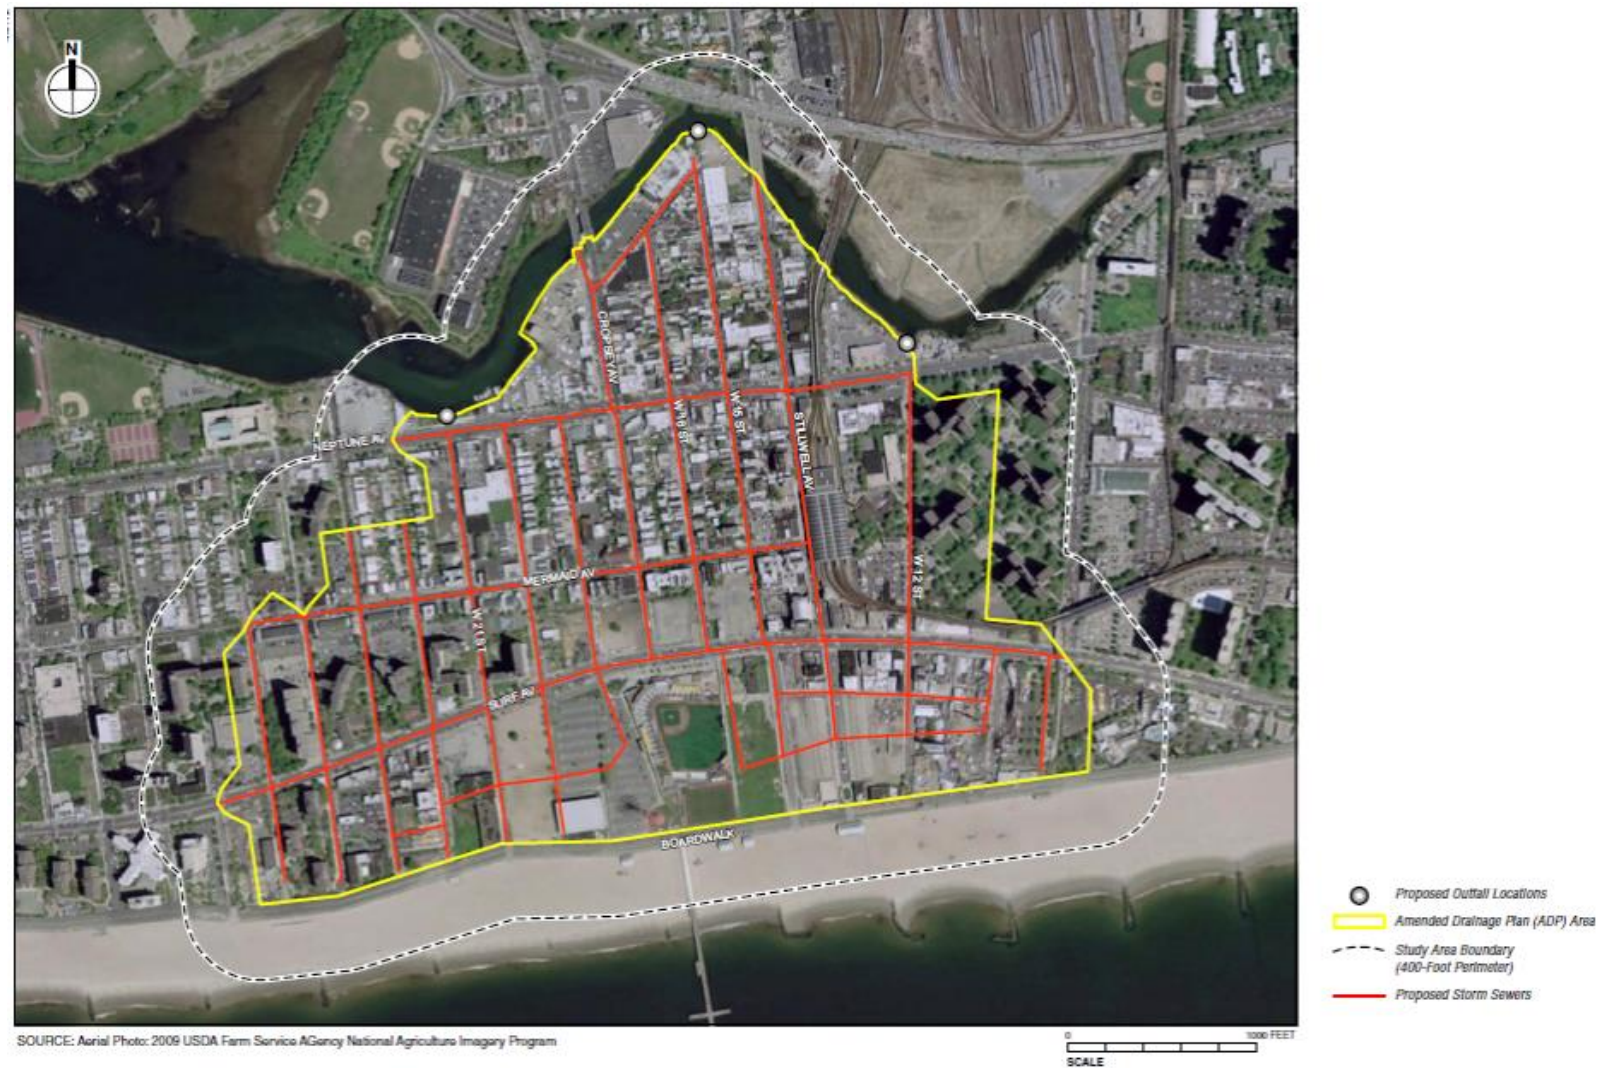 N
CROPSEY AV
W 16 ST
W 15 ST
STILLWELL AV
NEPTUNE AV
MERMAID AV
W 12 ST
W 21 ST
SURF AV
BOARDWALK
Proposed Outfall Locations
Amended Drainage Plan (ADP) Area
Study Area Boundary
(400-Foot Perimeter)
Proposed Storm Sewers
SOURCE: Aerial Photo: 2009 USDA Farm Service AGency National Agriculture Imagery Program
0 1000 FEET
SCALE